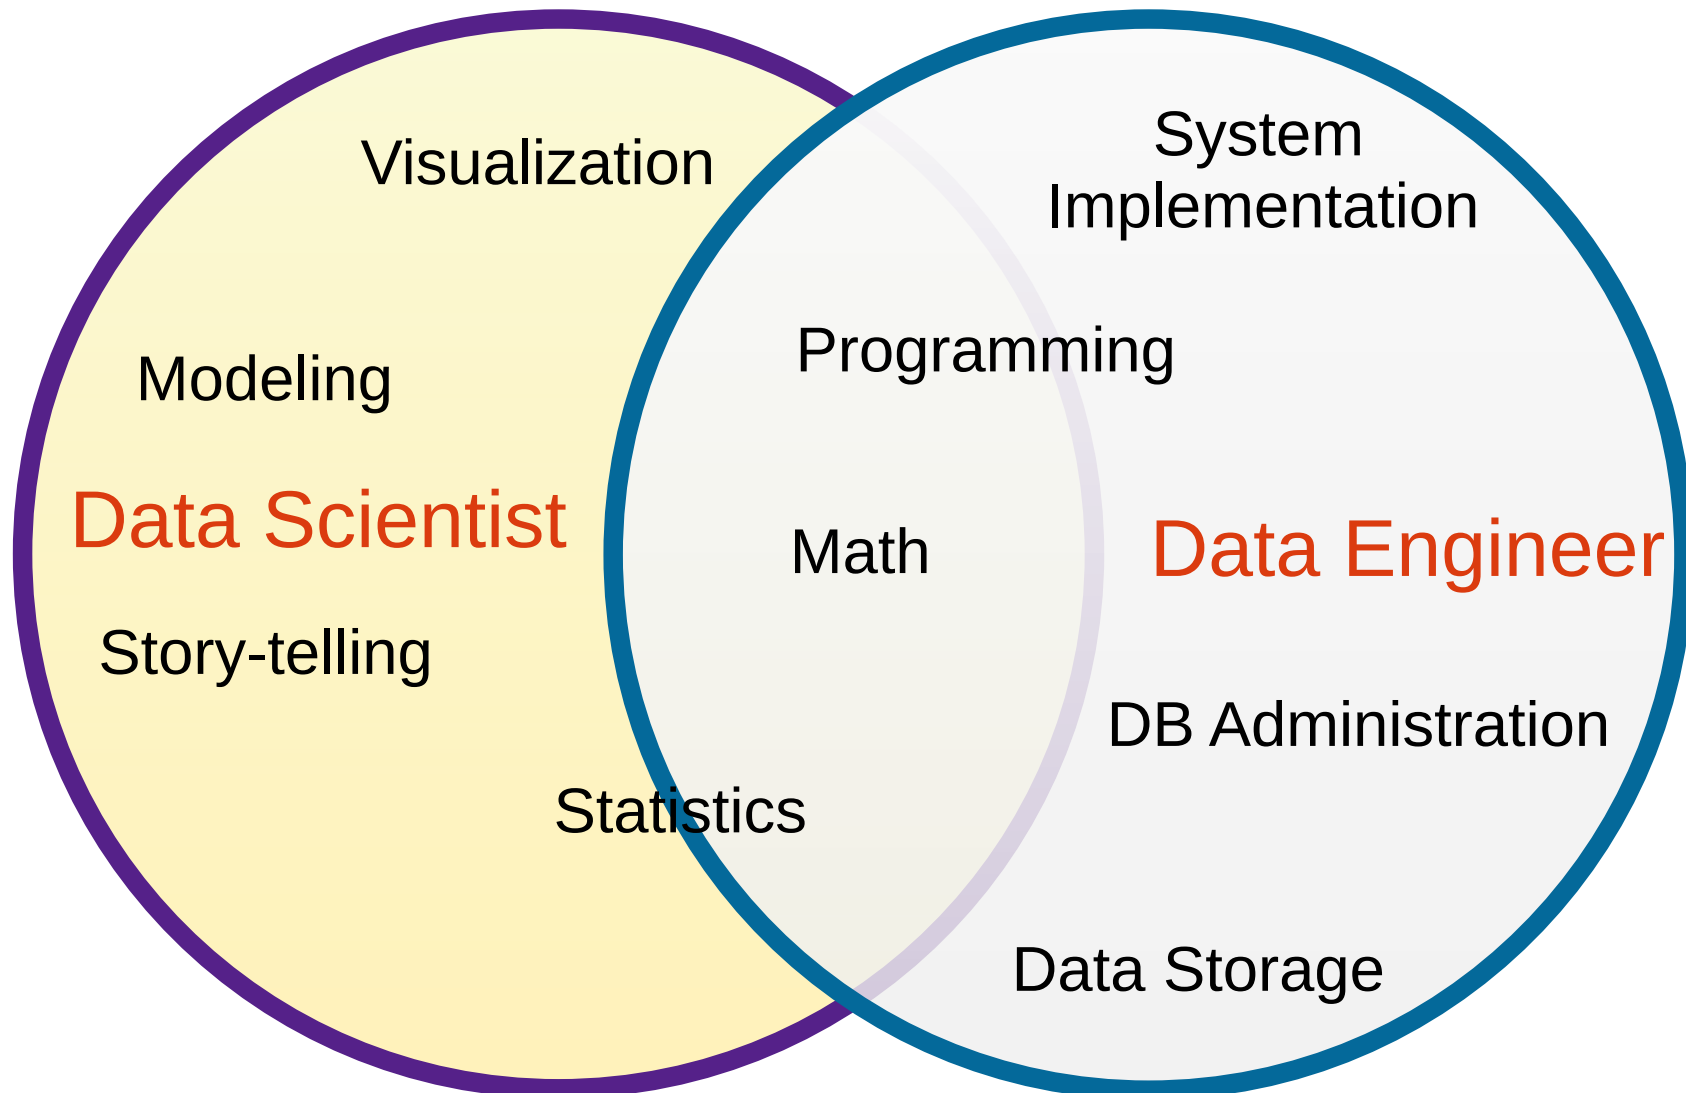 Visualization
System
Implementation
Modeling
Programming
Data Scientist
Math
Data Engineer
Story-telling
DB Administration
Statistics
Data Storage